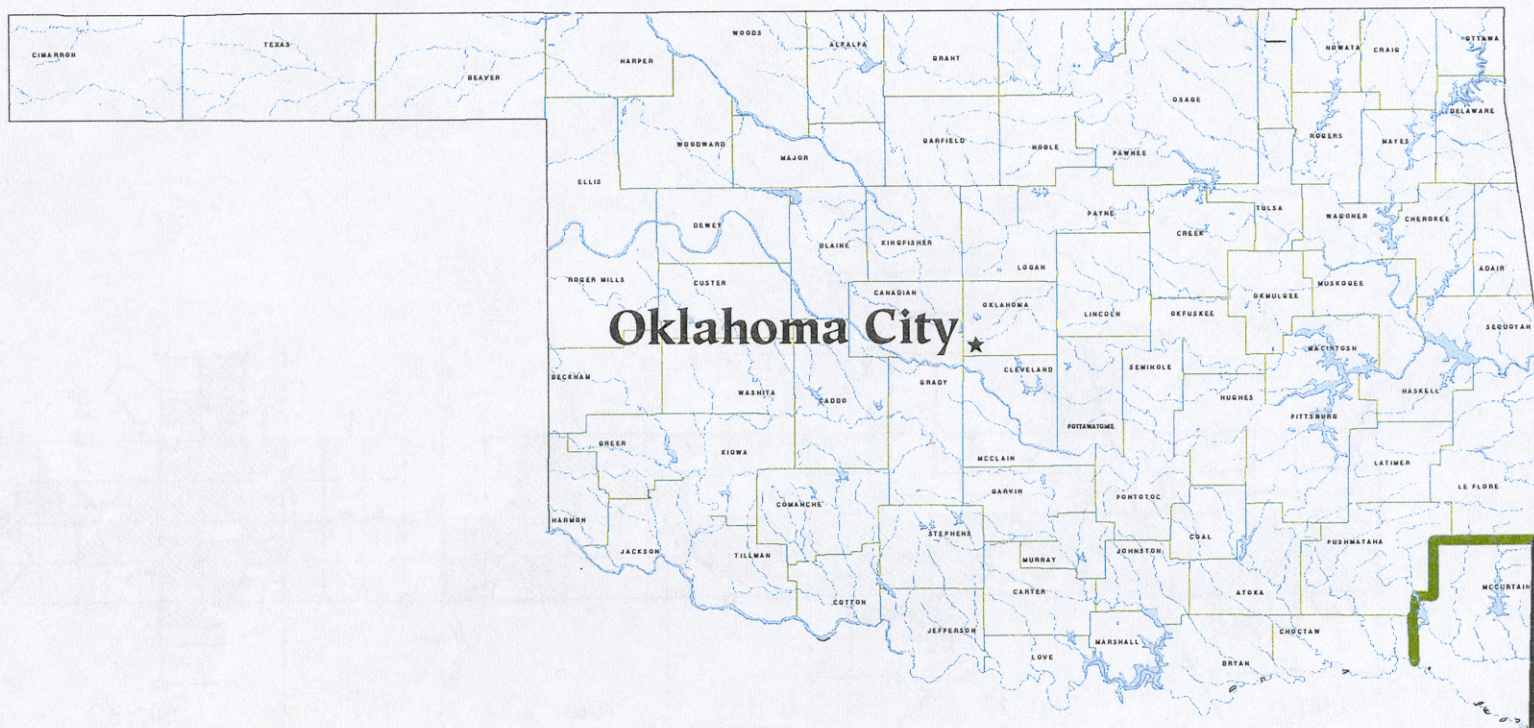 WOODS
OTTAWA
CIMARRON
TEXAS
ALFALFA
NOWATA
CRAIG
HARPER
GRANT
BEAVER
OSAGE
DELAWARE
ROGERS
MAYES
WOODWARD
GARFIELD
NOBLE
PAWNEE
MAJOR
ELLIS
TULSA
PAYNE
WAGONER
CHEROKEE
DEWEY
CREEK
BLAINE
KINGFISHER
LOGAN
ADAIR
ROGER MILLS
CUSTER
MUSKOGEE
CANADIAN
OKMULGEE
OKLAHOMA
LINCOLN
OKFUSKEE
Oklahoma City
SEQUOYAH
MACINTOSH
CLEVELAND
SEMINOLE
BECKHAM
GRADY
WASHITA
HASKELL
CADDO
HUGHES
PITTSBURG
POTTAWATOMIE
GREER
KIOWA
MCCLAIN
LATIMER
LE FLORE
GARVIN
PONTOTOC
COMANCHE
HARMON
STEPHENS
COAL
PUSHMATAHA
JACKSON
TILLMAN
JOHNSTON
MURRAY
MCCURTAIN
CARTER
ATOKA
COTTON
JEFFERSON
CHOCTAW
MARSHALL
LOVE
BRYAN